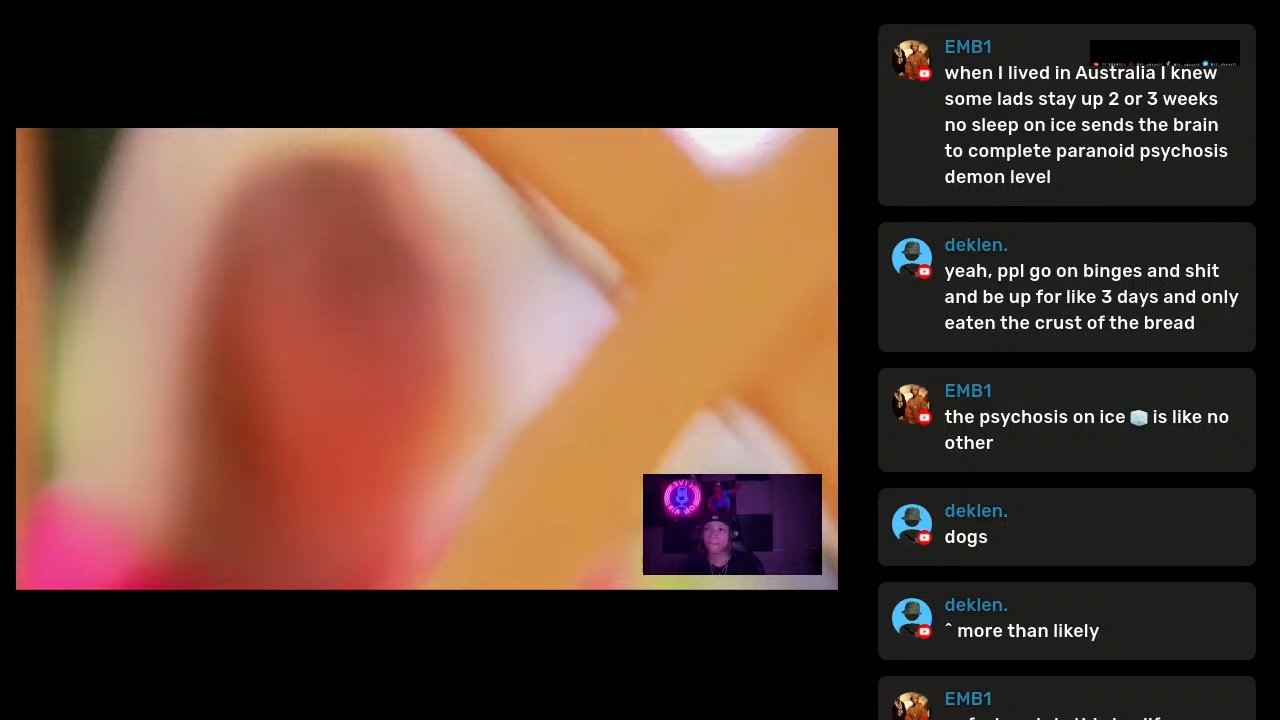 EMB1
when I lived in Australia I knew
some lads stay up 2 or 3 weeks
no sleep on ice sends the brain
to complete paranoid psychosis
demon level
deklen.
yeah, ppl go on binges and shit
and be up for like 3 days and only
eaten the crust of the bread
EMB1
the psychosis on ice 🧊 is like no
other
deklen.
dogs
deklen.
^ more than likely
EMB1